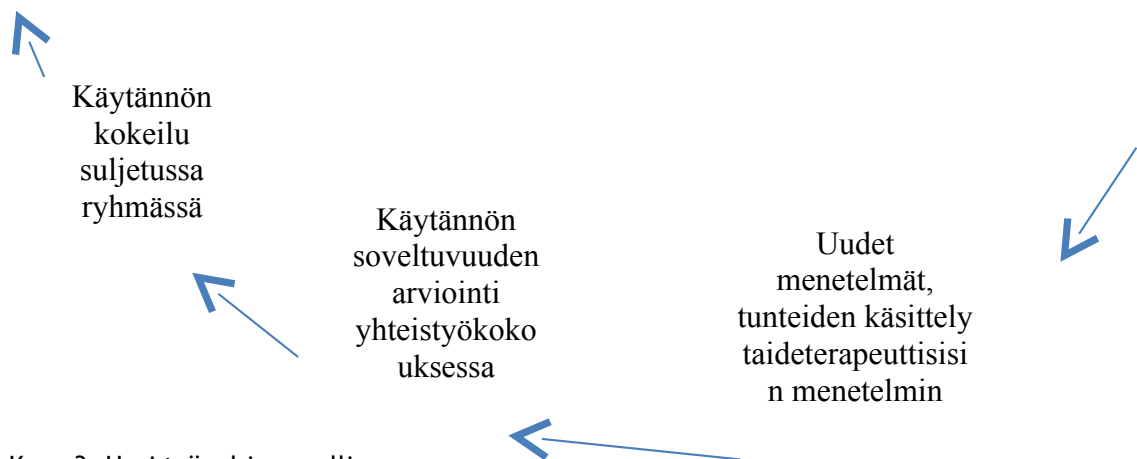 Käytännön
kokeilu
suljetussa
ryhmässä
Käytännön
soveltuvuuden
arviointi
yhteistyökoko
uksessa
Uudet
menetelmät,
tunteiden käsittely
taideterapeuttisisi
n menetelmin